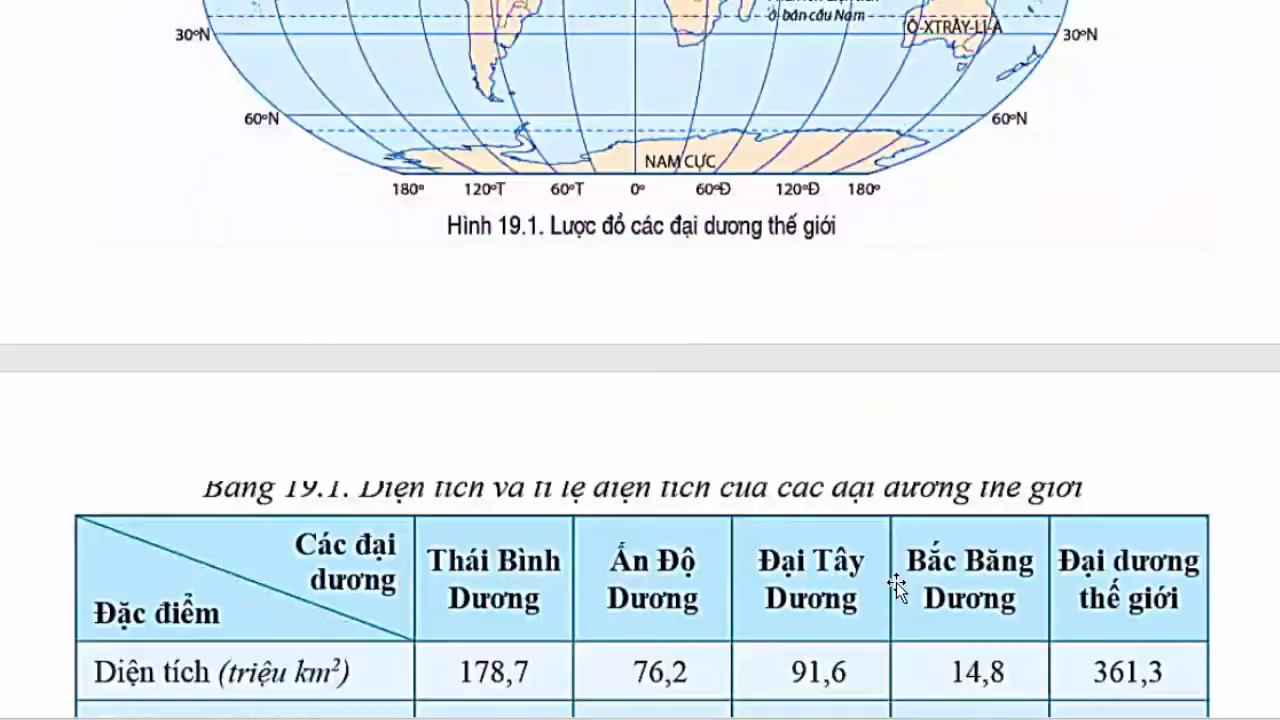 ở bán cầu Nam
30°N
Ô-XTRÂY-LI-A
30°N
60°N
60°N
NAM CỰC
180° 120°T 60°T 0° 60°Đ 120°Đ 180°
Hình 19.1. Lược đồ các đại dương thế giới
Bảng 19.1. Diện tích và tỉ lệ diện tích của các đại dương thế giới
Các đại dương
Đặc điểm
Thái Bình Dương
Ấn Độ Dương
Đại Tây Dương
Bắc Băng Dương
Đại dương thế giới
Diện tích (triệu km²) 178,7 76,2 91,6 14,8 361,3